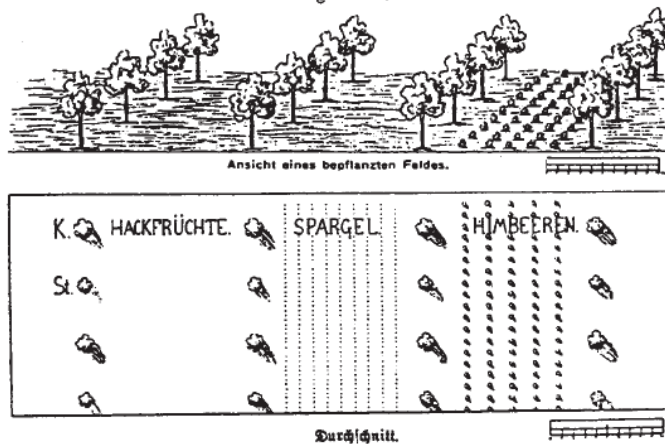 Ansicht eines bepflanzten Feldes.
K. HACKFRÜCHTE. SPARGEL. HIMBEEREN.
St.
Durchschnitt.